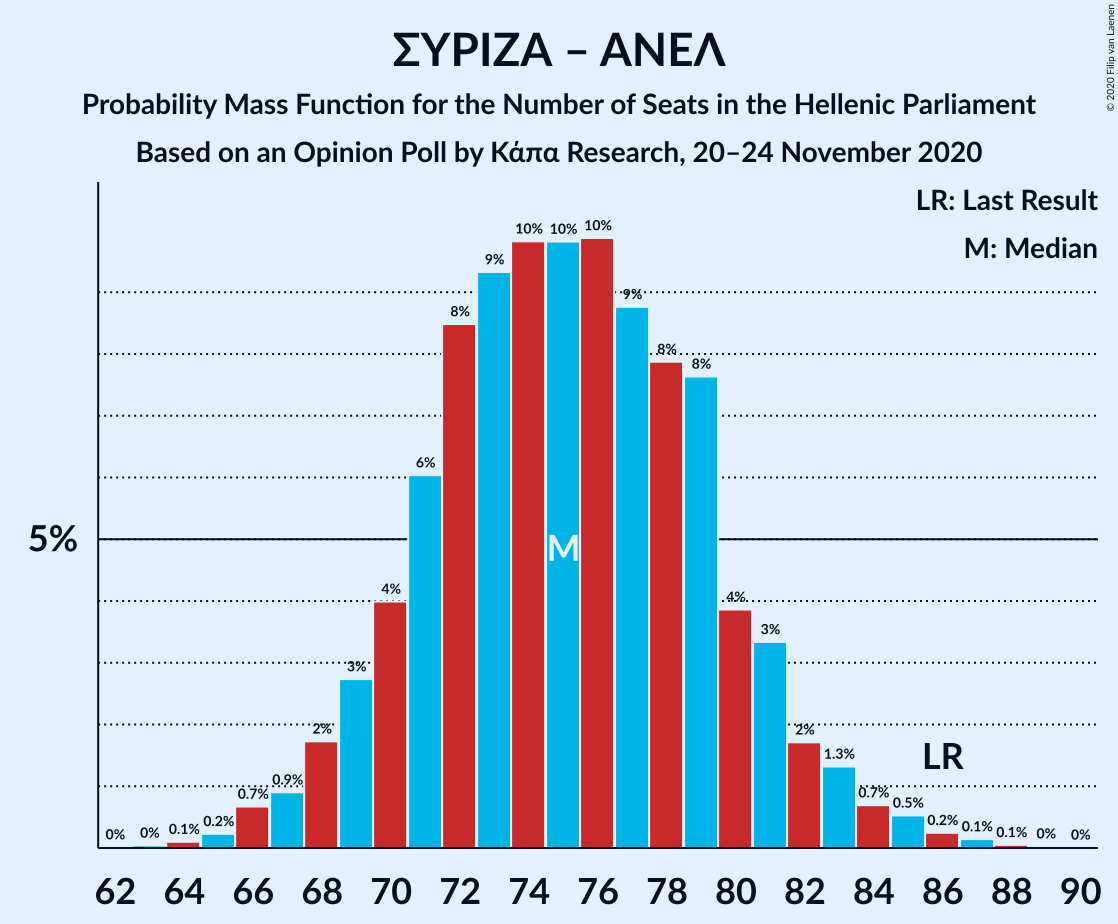 ΣΥΡΙΖΑ – ΑΝΕΛ
Probability Mass Function for the Number of Seats in the Hellenic Parliament
Based on an Opinion Poll by Κάπα Research, 20–24 November 2020
© 2020 Filip van Laenen
LR: Last Result
M: Median
10% 10% 10%
9%
9%
8%
8%
8%
6%
5%
M
4%
4%
3%
3%
2%
2%
LR
1.3%
0.9%
0.7%
0.7%
0.5%
0% 0% 0.1% 0.2%
0.2% 0.1% 0.1% 0% 0%
62 64 66 68 70 72 74 76 78 80 82 84 86 88 90